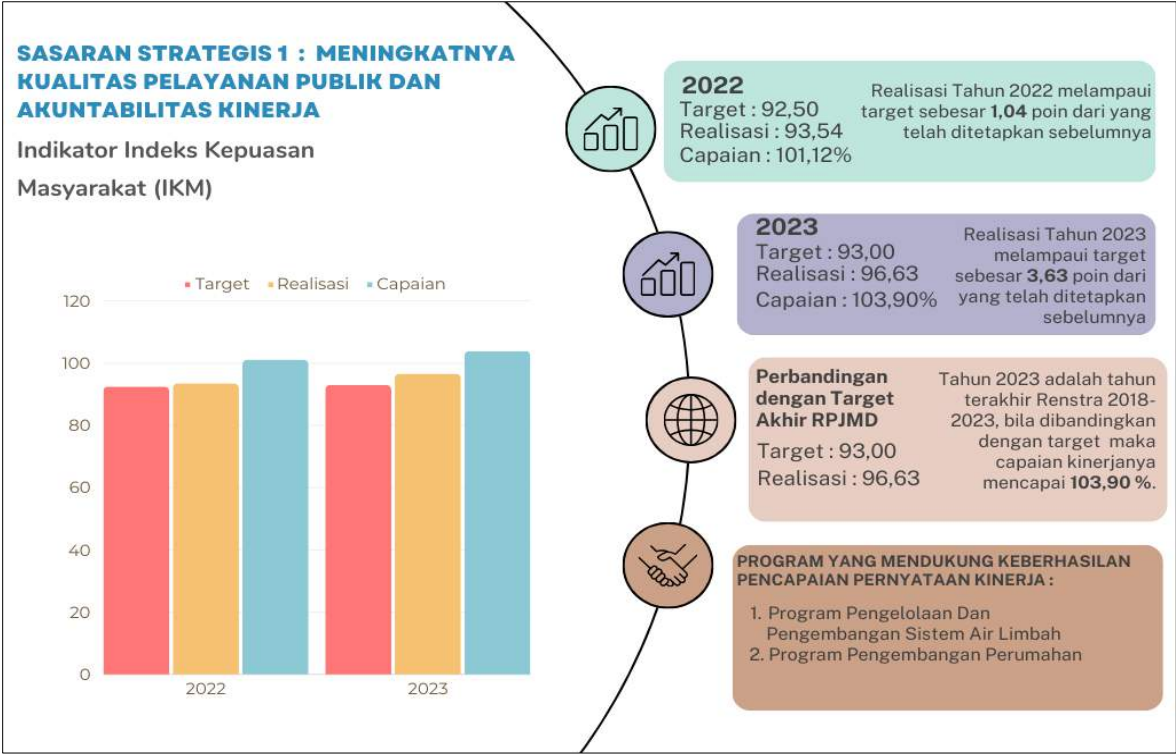 SASARAN STRATEGIS 1 : MENINGKATNYA
KUALITAS PELAYANAN PUBLIK DAN
AKUNTABILITAS KINERJA
Indikator Indeks Kepuasan
Masyarakat (IKM)
Target Realisasi Capaian
120
100
80
60
40
20
0
2022
2023
2022
Target : 92,50
Realisasi : 93,54
Capaian : 101,12%
Realisasi Tahun 2022 melampaui
target sebesar 1,04 poin dari yang
telah ditetapkan sebelumnya
2023
Target : 93,00
Realisasi : 96,63
Capaian : 103,90%
Realisasi Tahun 2023
melampaui target
sebesar 3,63 poin dari
yang telah ditetapkan
sebelumnya
Perbandingan
dengan Target
Akhir RPJMD
Target : 93,00
Realisasi : 96,63
Tahun 2023 adalah tahun
terakhir Renstra 2018-
2023, bila dibandingkan
dengan target maka
capaian kinerjanya
mencapai 103,90 %.
PROGRAM YANG MENDUKUNG KEBERHASILAN
PENCAPAIAN PERNYATAAN KINERJA :
1. Program Pengelolaan Dan
Pengembangan Sistem Air Limbah
2. Program Pengembangan Perumahan